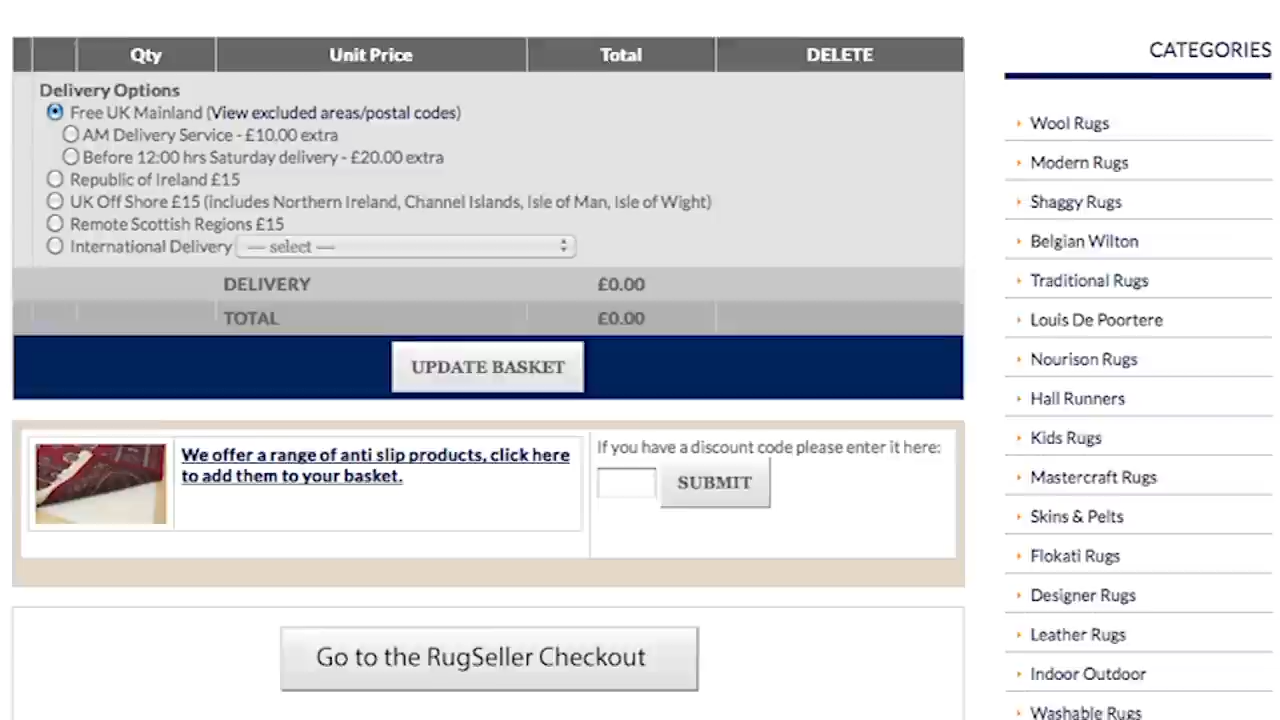 Qty Unit Price Total DELETE
Delivery Options
Free UK Mainland (View excluded areas/postal codes)
AM Delivery Service - £10.00 extra
Before 12:00 hrs Saturday delivery - £20.00 extra
Republic of Ireland £15
UK Off Shore £15 (includes Northern Ireland, Channel Islands, Isle of Man, Isle of Wight)
Remote Scottish Regions £15
International Delivery — select —
DELIVERY £0.00
TOTAL £0.00
UPDATE BASKET
We offer a range of anti slip products, click here
to add them to your basket.
If you have a discount code please enter it here:
SUBMIT
Go to the RugSeller Checkout
CATEGORIES
Wool Rugs
Modern Rugs
Shaggy Rugs
Belgian Wilton
Traditional Rugs
Louis De Poortere
Nourison Rugs
Hall Runners
Kids Rugs
Mastercraft Rugs
Skins & Pelts
Flokati Rugs
Designer Rugs
Leather Rugs
Indoor Outdoor
Washable Rugs